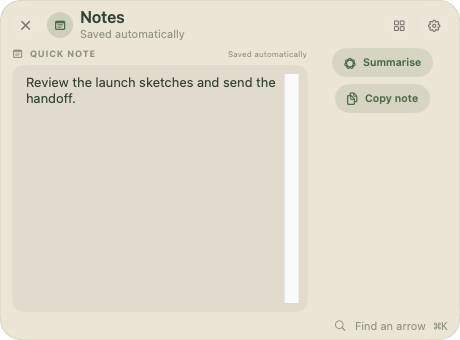 Notes
Saved automatically
QUICK NOTE
Saved automatically
Review the launch sketches and send the
handoff.
Summarise
Copy note
Find an arrow ⌘K